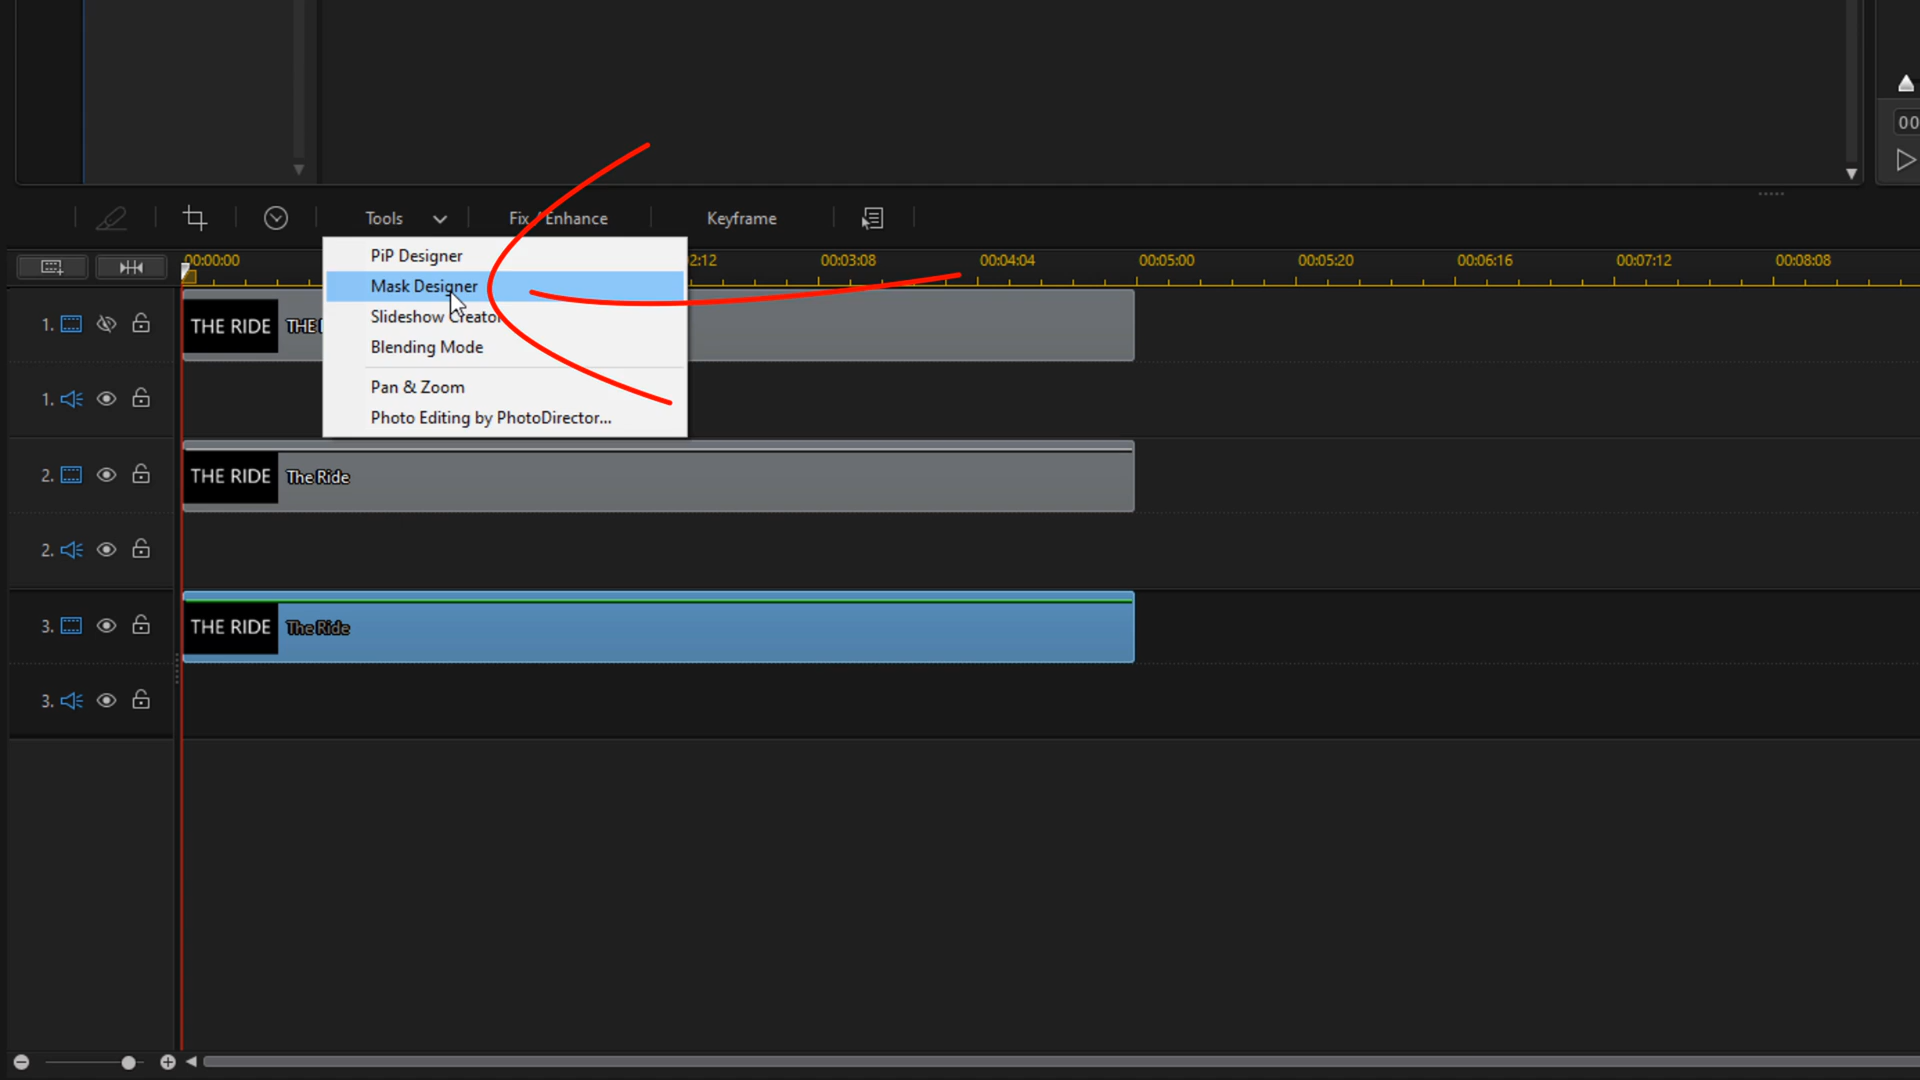 00
Tools
Fix / Enhance
Keyframe
PiP Designer
Mask Designer
Slideshow Creator
Blending Mode
Pan & Zoom
Photo Editing by PhotoDirector...
00:00:00
2:12
00:03:08
00:04:04
00:05:00
00:05:20
00:06:16
00:07:12
00:08:08
1.
THE RIDE
THE
1.
2.
THE RIDE
The Ride
2.
3.
THE RIDE
The Ride
3.